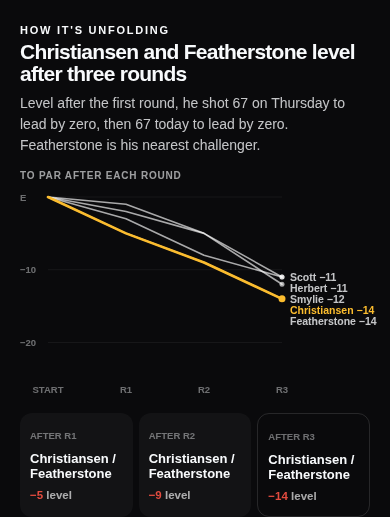 HOW IT'S UNFOLDING
Christiansen and Featherstone level
after three rounds
Level after the first round, he shot 67 on Thursday to
lead by zero, then 67 today to lead by zero.
Featherstone is his nearest challenger.
TO PAR AFTER EACH ROUND
E
−10
−20
Scott −11
Herbert −11
Smylie −12
Christiansen −14
Featherstone −14
START R1 R2 R3
AFTER R1
Christiansen /
Featherstone
−5 level
AFTER R2
Christiansen /
Featherstone
−9 level
AFTER R3
Christiansen /
Featherstone
−14 level